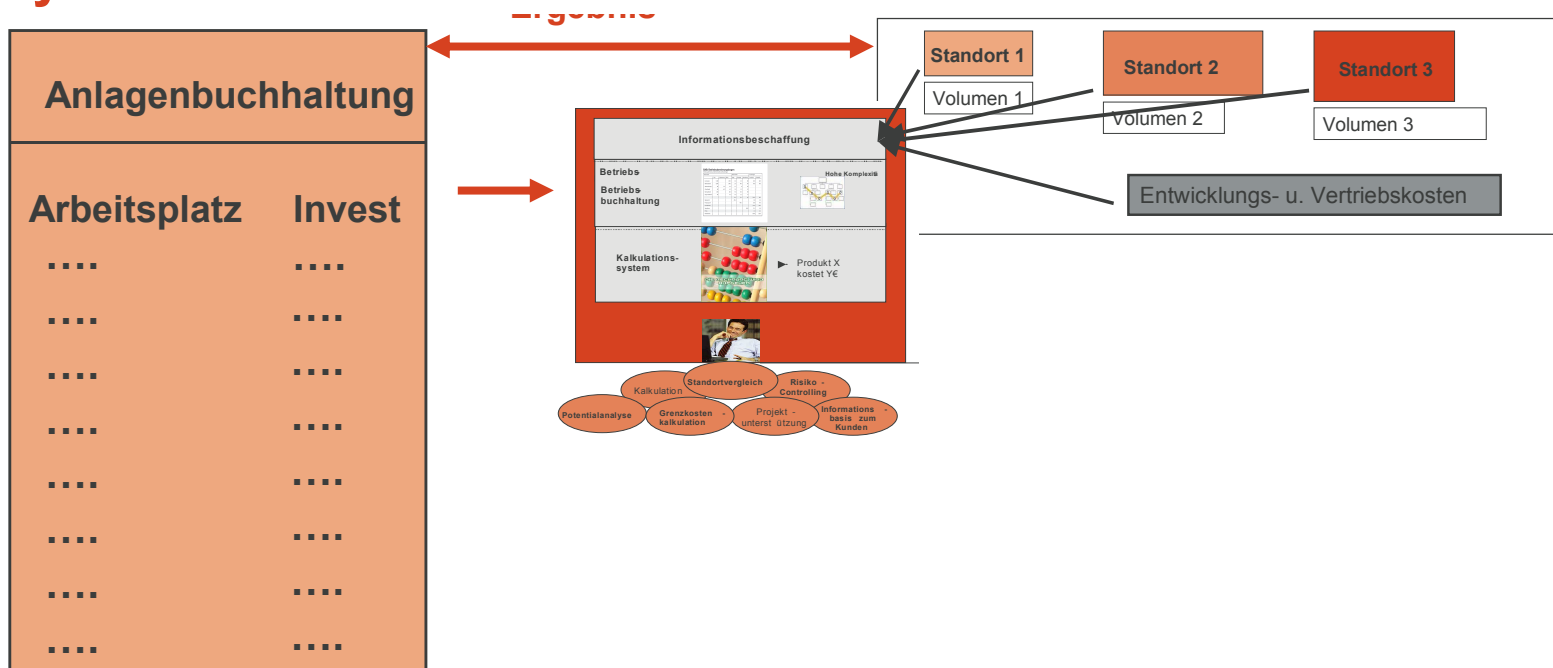 Ergebnis
Anlagenbuchhaltung
Arbeitsplatz Invest
.... ....
.... ....
.... ....
.... ....
.... ....
.... ....
.... ....
.... ....
Standort 1
Volumen 1
Standort 2
Volumen 2
Standort 3
Volumen 3
Entwicklungs- u. Vertriebskosten
Informationsbeschaffung
Betriebs-
Betriebs-
buchhaltung
Hohe Komplexität
Kalkulations-
system
Produkt X
kostet Y€
Kalkulation
Standortvergleich
Risiko -
Controlling
Potentialanalyse
Grenzkosten -
kalkulation
Projekt -
unterst ützung
Informations -
basis zum
Kunden